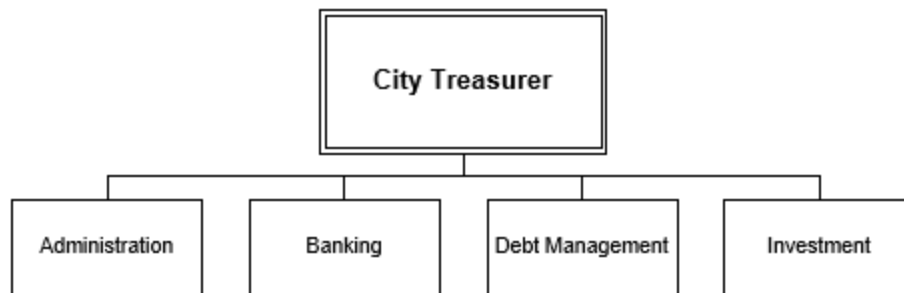 City Treasurer
Administration
Banking
Debt Management
Investment